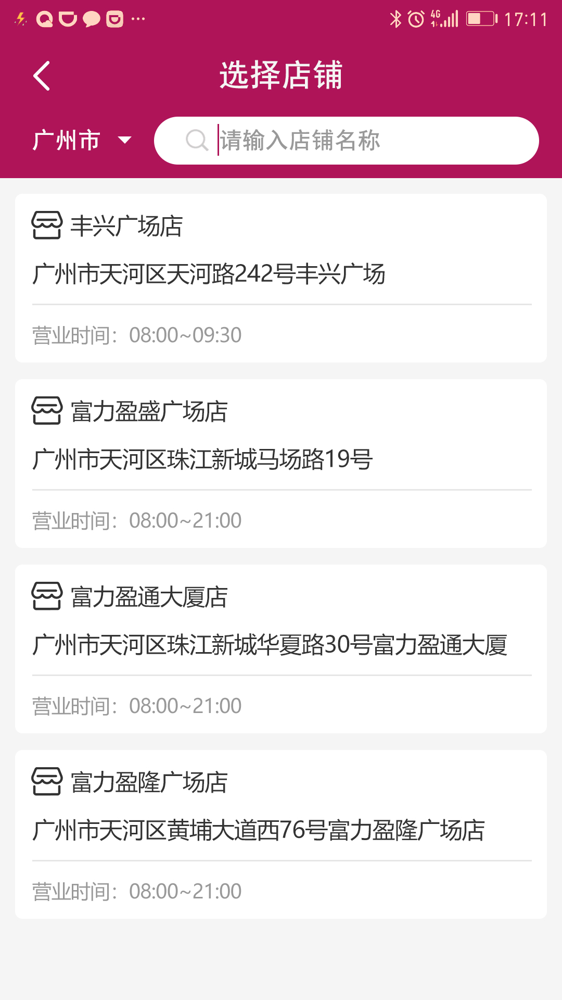 4G 17:11
选择店铺
广州市 请输入店铺名称
丰兴广场店
广州市天河区天河路242号丰兴广场
营业时间：08:00~09:30
富力盈盛广场店
广州市天河区珠江新城马场路19号
营业时间：08:00~21:00
富力盈通大厦店
广州市天河区珠江新城华夏路30号富力盈通大厦
营业时间：08:00~21:00
富力盈隆广场店
广州市天河区黄埔大道西76号富力盈隆广场店
营业时间：08:00~21:00